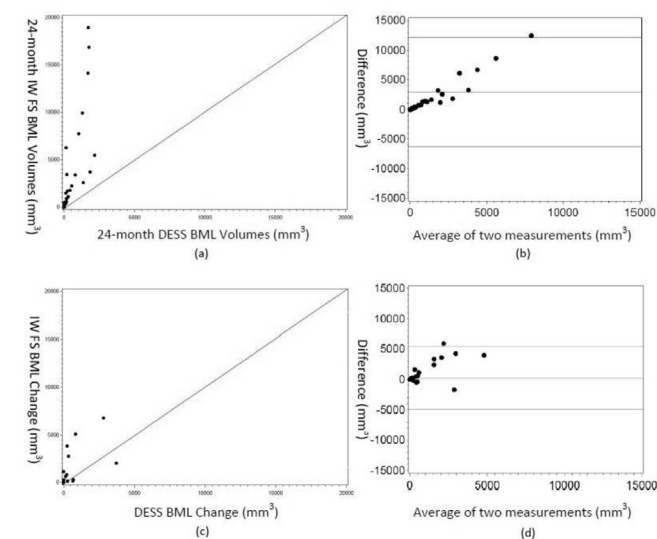 20000
15000
10000
5000
0
24-month IW FS BML Volumes (mm³)
0 5000 10000 15000 20000
24-month DESS BML Volumes (mm³)
(a)
15000
10000
5000
0
-5000
-10000
-15000
Difference (mm³)
0 5000 10000 15000
Average of two measurements (mm³)
(b)
20000
15000
10000
5000
0
IW FS BML Change (mm³)
0 5000 10000 15000 20000
DESS BML Change (mm³)
(c)
15000
10000
5000
0
-5000
-10000
-15000
Difference (mm³)
0 5000 10000 15000
Average of two measurements (mm³)
(d)